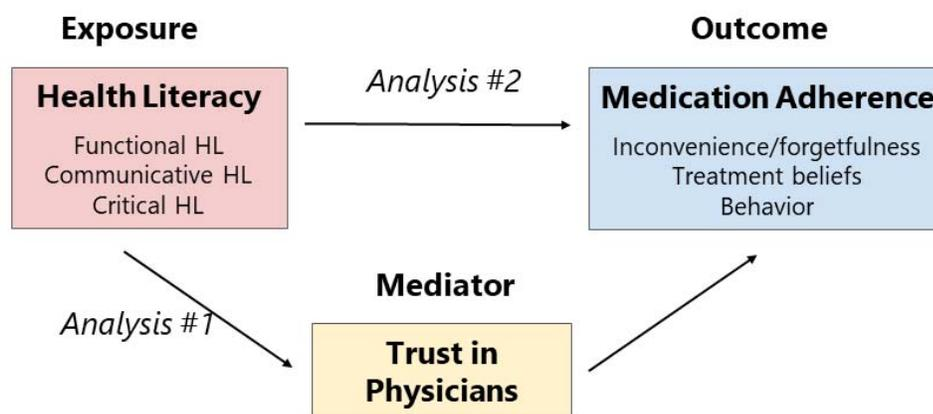 Exposure
Outcome
Health Literacy
Functional HL
Communicative HL
Critical HL
Analysis #2
Medication Adherence
Inconvenience/forgetfulness
Treatment beliefs
Behavior
Analysis #1
Mediator
Trust in
Physicians